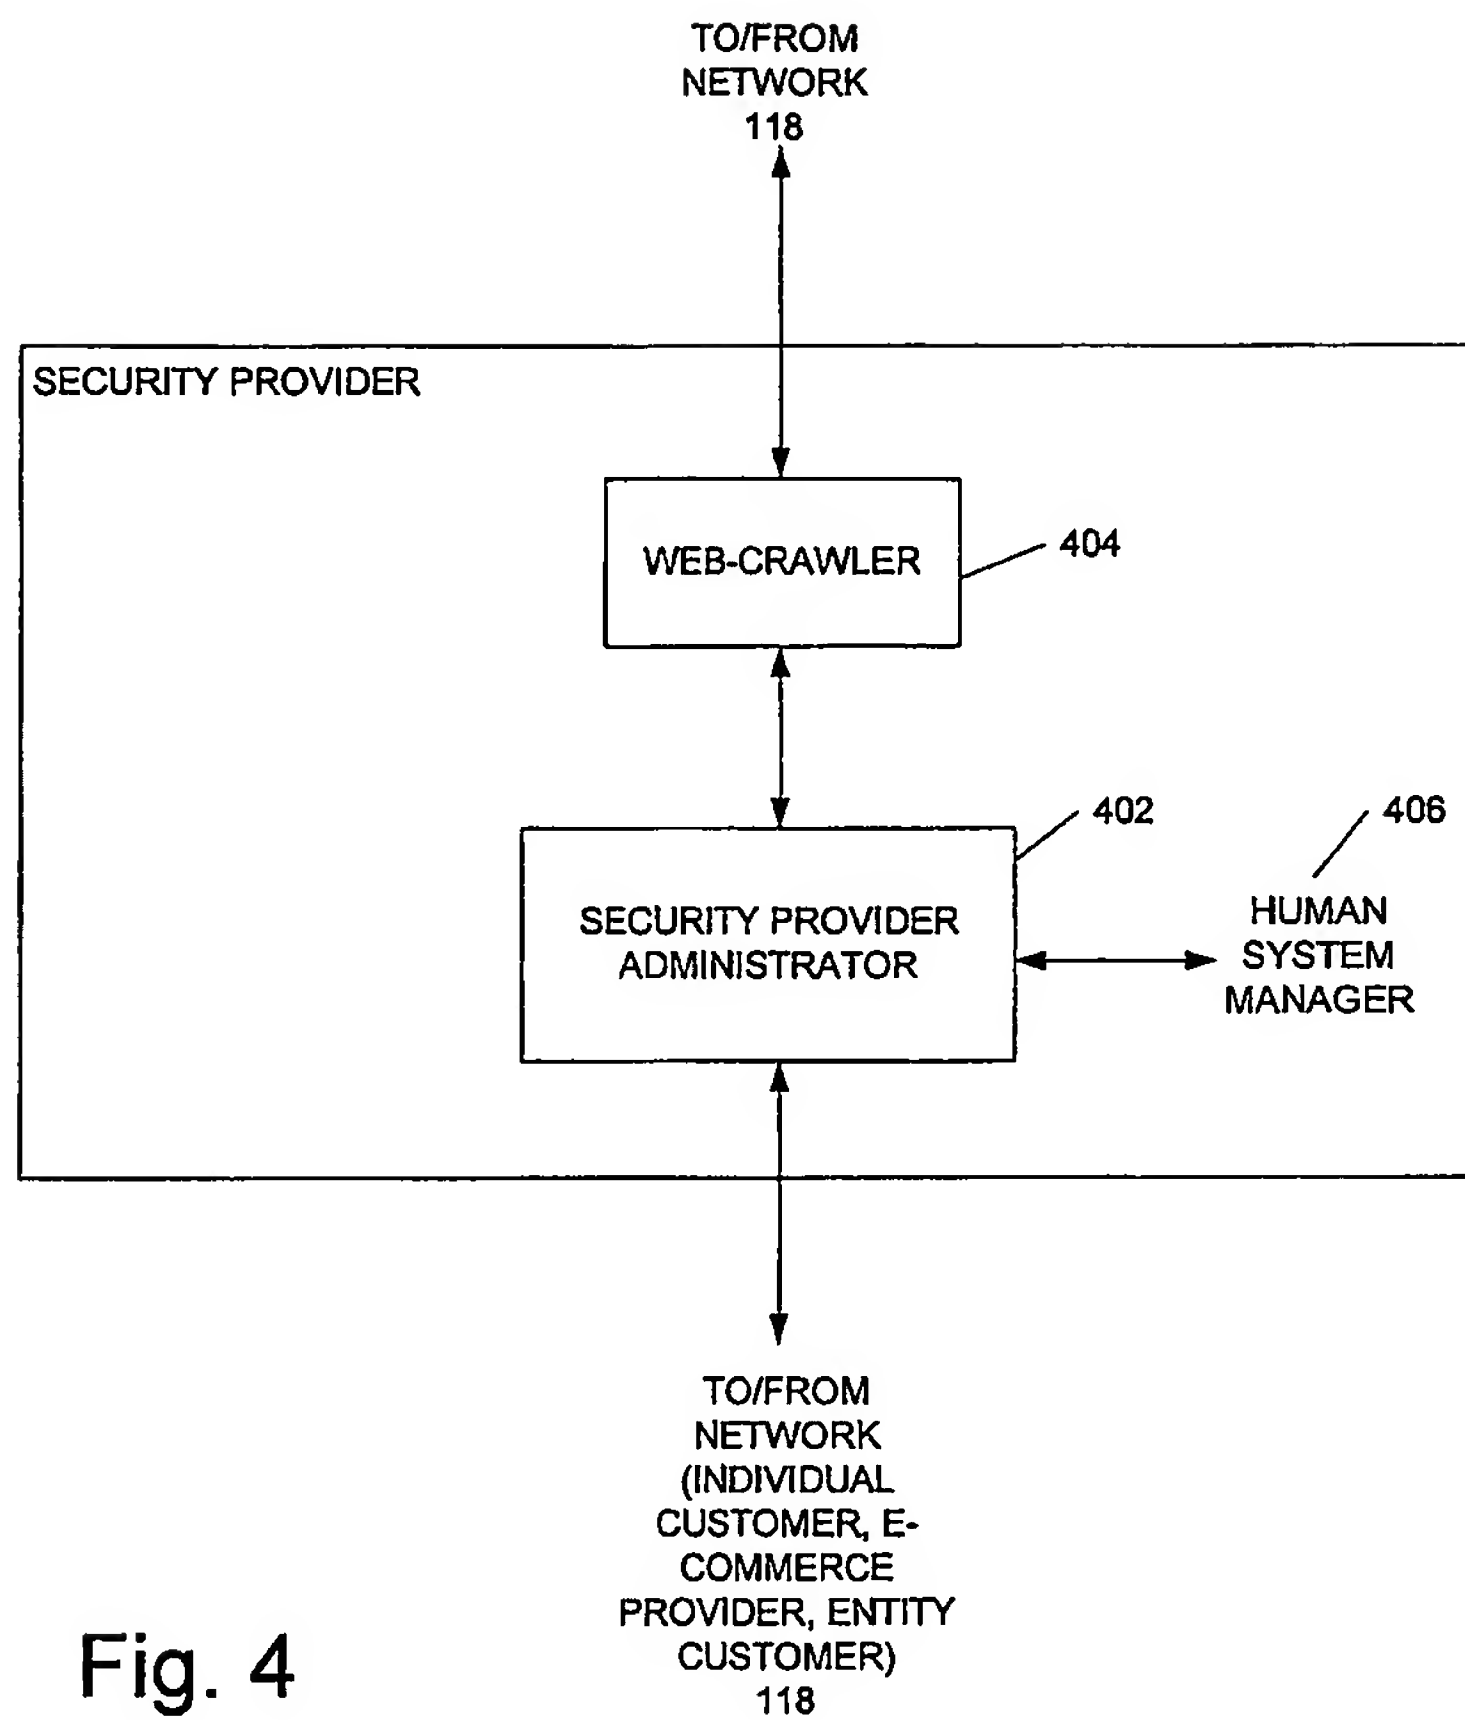 TO/FROM
NETWORK
118
SECURITY PROVIDER
WEB-CRAWLER
404
402
406
SECURITY PROVIDER
ADMINISTRATOR
HUMAN
SYSTEM
MANAGER
TO/FROM
NETWORK
(INDIVIDUAL
CUSTOMER, E-
COMMERCE
PROVIDER, ENTITY
CUSTOMER)
118
Fig. 4